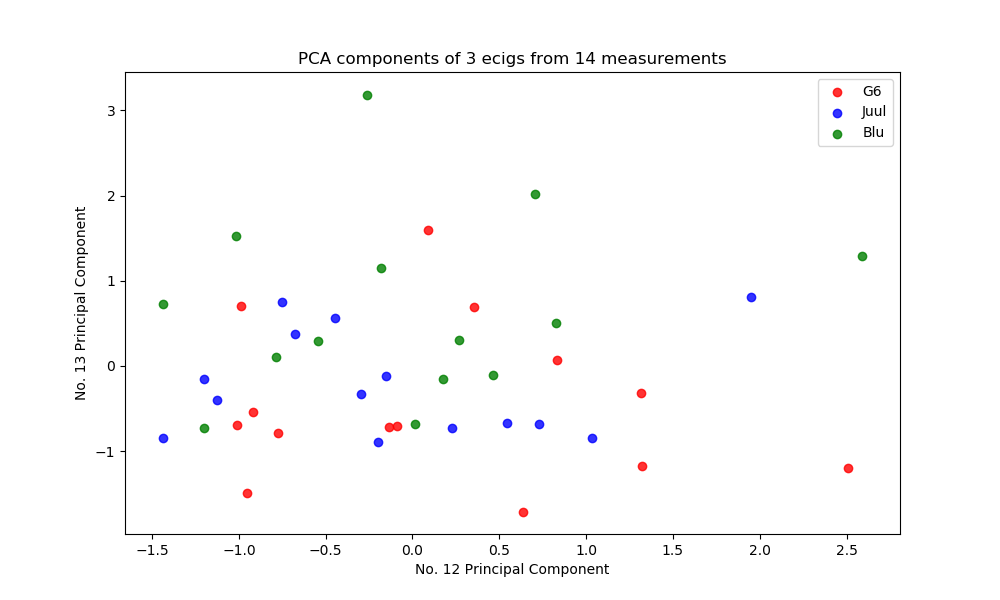 PCA components of 3 ecigs from 14 measurements
G6
Juul
Blu
3
2
1
0
−1
No. 13 Principal Component
−1.5 −1.0 −0.5 0.0 0.5 1.0 1.5 2.0 2.5
No. 12 Principal Component